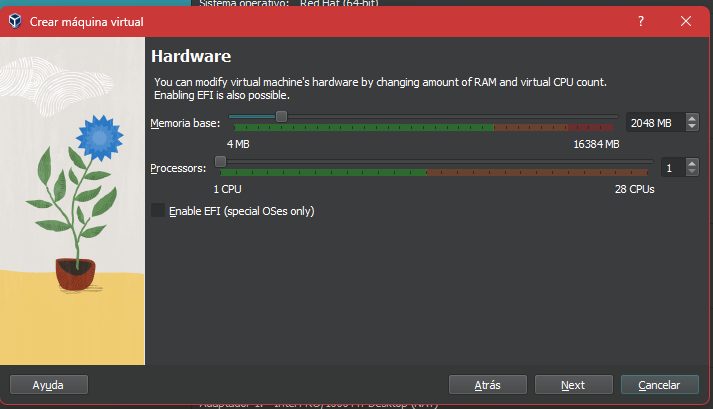 Sistema operativo: Red Hat (64-bit)
Crear máquina virtual
Hardware
You can modify virtual machine's hardware by changing amount of RAM and virtual CPU count.
Enabling EFI is also possible.
Memoria base: 2048 MB
4 MB 16384 MB
Processors: 1
1 CPU 28 CPUs
Enable EFI (special OSes only)
Ayuda Atrás Next Cancelar